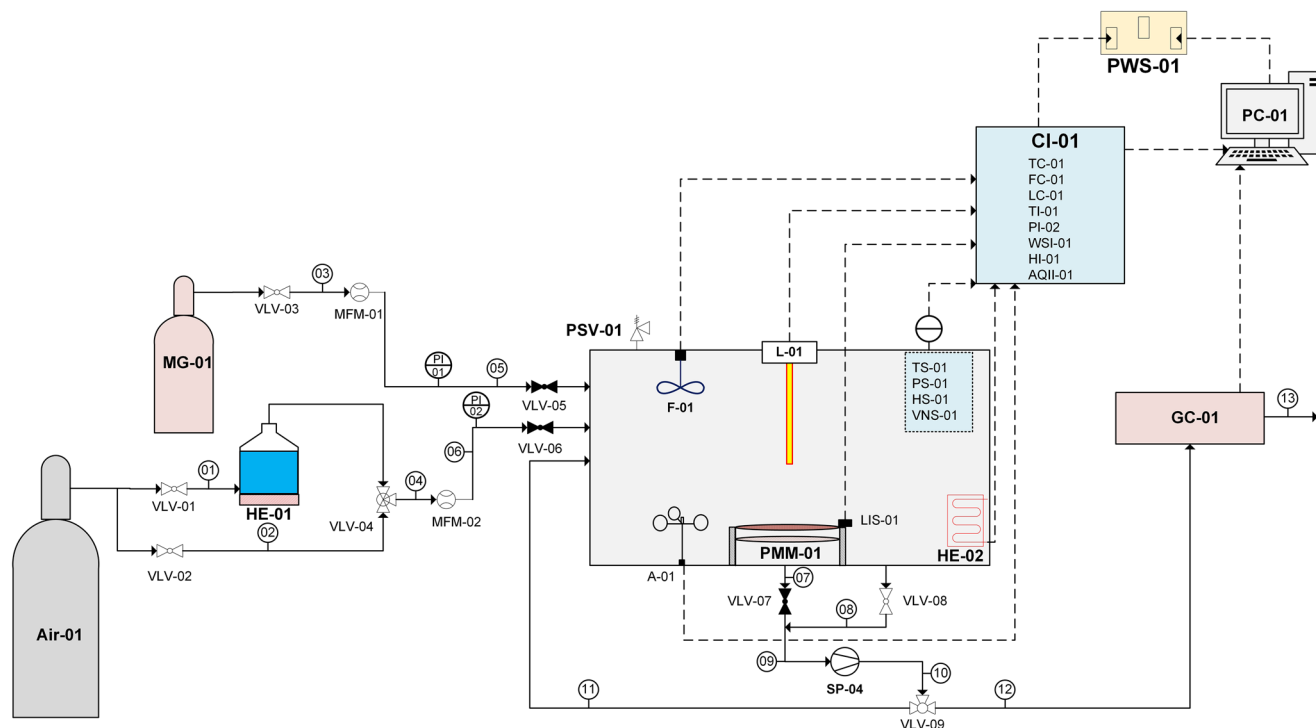 PWS-01
PC-01
CI-01
TC-01
FC-01
LC-01
TI-01
PI-02
WSI-01
HI-01
AQII-01
03
VLV-03
MFM-01
MG-01
PSV-01
L-01
PI
01
05
VLV-05
F-01
TS-01
PS-01
HS-01
VNS-01
PI
02
06
VLV-06
GC-01
13
01
VLV-01
HE-01
02
VLV-02
VLV-04
04
MFM-02
Air-01
LIS-01
HE-02
PMM-01
A-01
07
VLV-07
08
VLV-08
09
SP-04
10
11
12
VLV-09